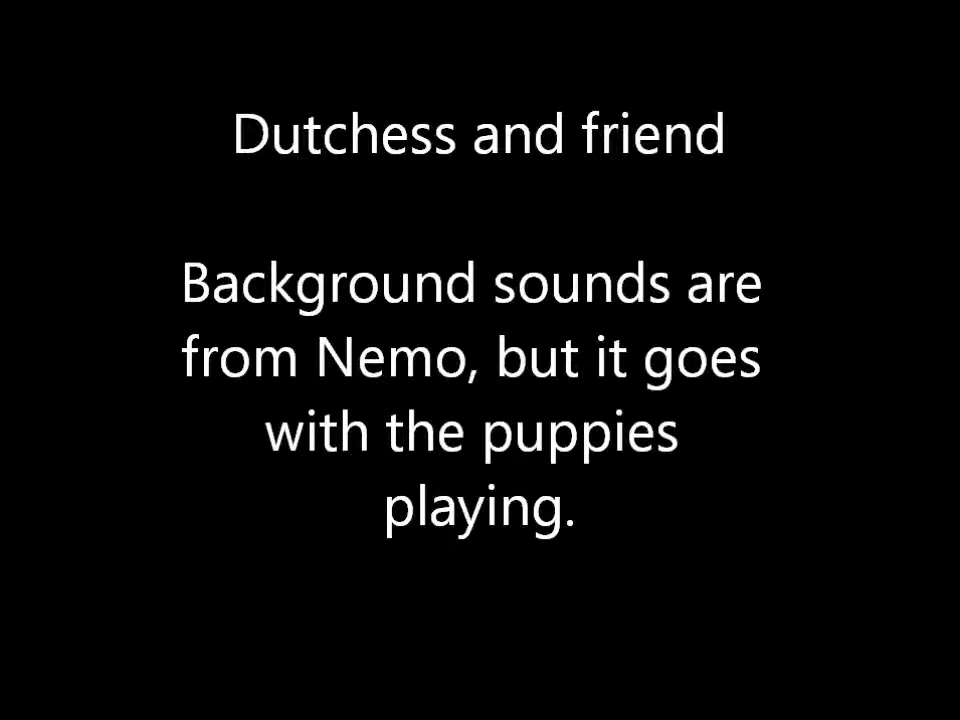 Dutchess and friend
Background sounds are
from Nemo, but it goes
with the puppies
playing.